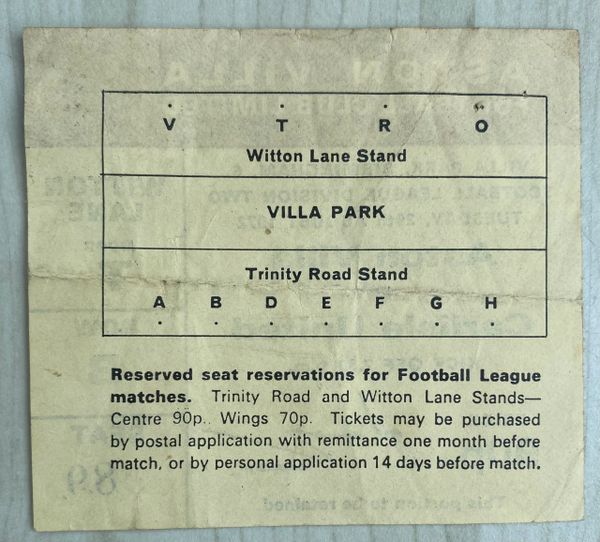 V T R O
Witton Lane Stand
VILLA PARK
Trinity Road Stand
A B D E F G H
Reserved seat reservations for Football League
matches. Trinity Road and Witton Lane Stands—
Centre 90p. Wings 70p. Tickets may be purchased
by postal application with remittance one month before
match, or by personal application 14 days before match.